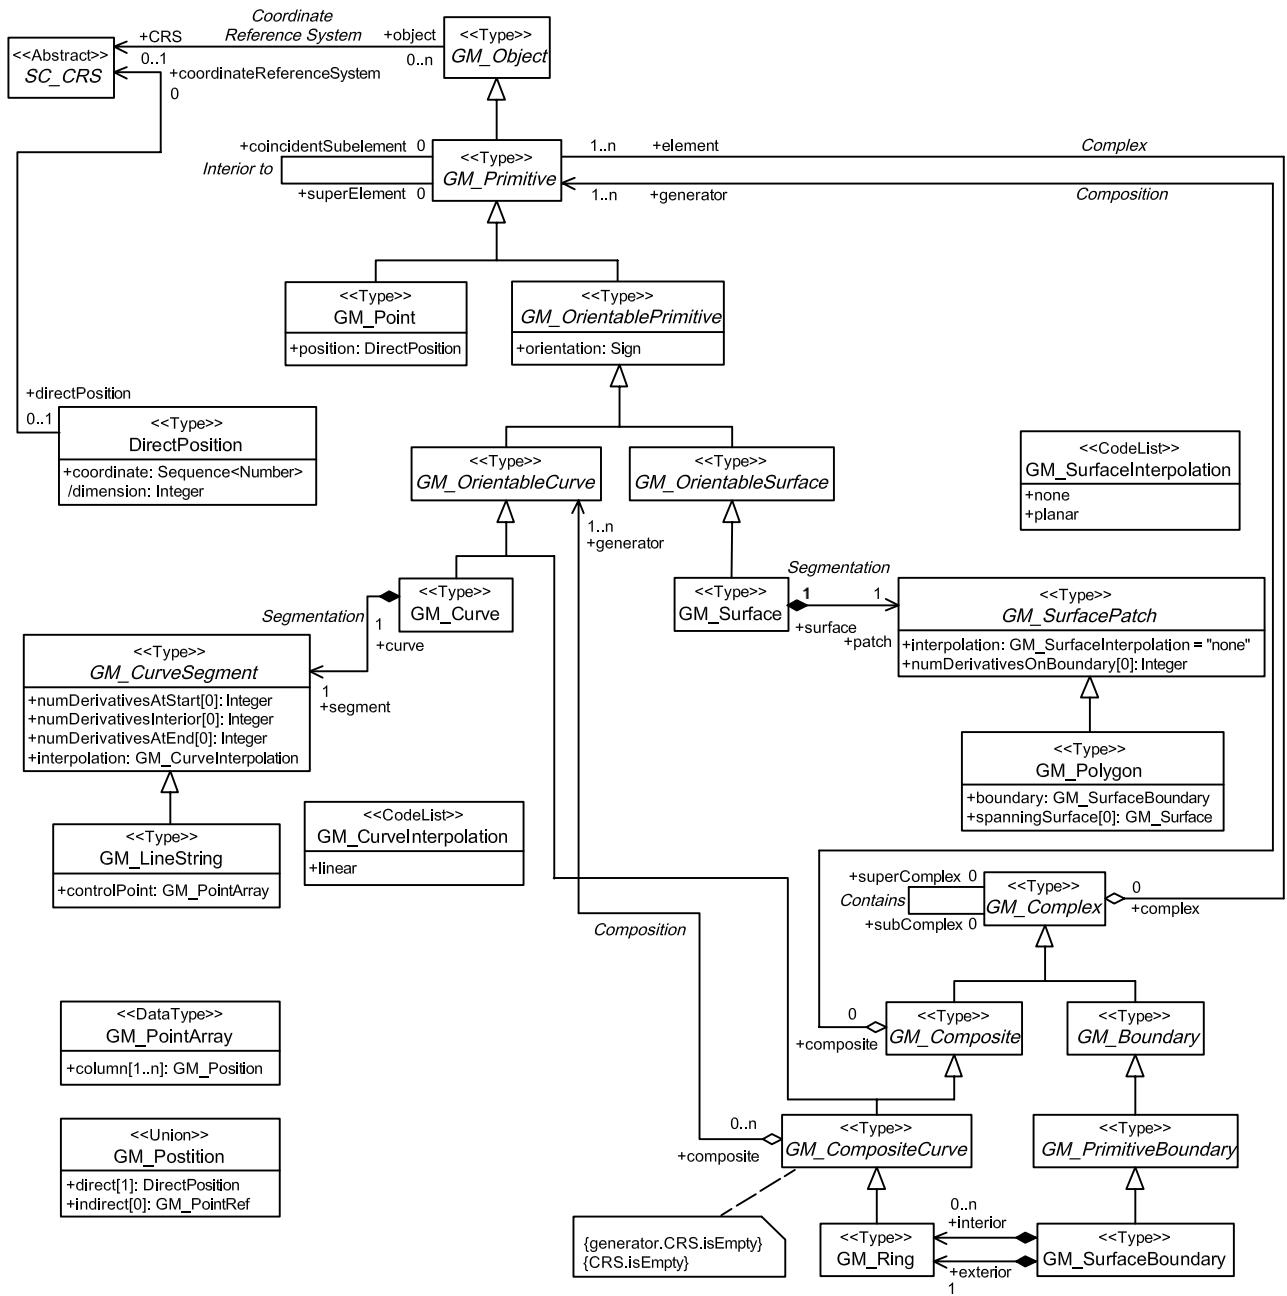 Coordinate
Reference System
+CRS
+object
0..1
0..n
<<Abstract>>
SC_CRS
<<Type>>
GM_Object
+coordinateReferenceSystem
0
+coincidentSubelement 0
Interior to
+superElement 0
<<Type>>
GM_Primitive
1..n
+element
Complex
1..n
+generator
Composition
<<Type>>
GM_Point
+position: DirectPosition
<<Type>>
GM_OrientablePrimitive
+orientation: Sign
+directPosition
0..1
<<Type>>
DirectPosition
+coordinate: Sequence<Number>
/dimension: Integer
<<Type>>
GM_OrientableCurve
<<Type>>
GM_OrientableSurface
<<CodeList>>
GM_SurfaceInterpolation
+none
+planar
1..n
+generator
<<Type>>
GM_Curve
Segmentation
1
+curve
1
+segment
<<Type>>
GM_Surface
Segmentation
1
1
+surface
+patch
<<Type>>
GM_SurfacePatch
+interpolation: GM_SurfaceInterpolation = "none"
+numDerivativesOnBoundary[0]: Integer
<<Type>>
GM_CurveSegment
+numDerivativesAtStart[0]: Integer
+numDerivativesInterior[0]: Integer
+numDerivativesAtEnd[0]: Integer
+interpolation: GM_CurveInterpolation
<<Type>>
GM_Polygon
+boundary: GM_SurfaceBoundary
+spanningSurface[0]: GM_Surface
<<Type>>
GM_LineString
+controlPoint: GM_PointArray
<<CodeList>>
GM_CurveInterpolation
+linear
+superComplex 0
Contains
+subComplex 0
<<Type>>
GM_Complex
0
+complex
Composition
<<DataType>>
GM_PointArray
+column[1..n]: GM_Position
0
+composite
<<Type>>
GM_Composite
<<Type>>
GM_Boundary
<<Union>>
GM_Postition
+direct[1]: DirectPosition
+indirect[0]: GM_PointRef
0..n
+composite
<<Type>>
GM_CompositeCurve
<<Type>>
GM_PrimitiveBoundary
{generator.CRS.isEmpty}
{CRS.isEmpty}
<<Type>>
GM_Ring
0..n
+interior
+exterior
1
<<Type>>
GM_SurfaceBoundary